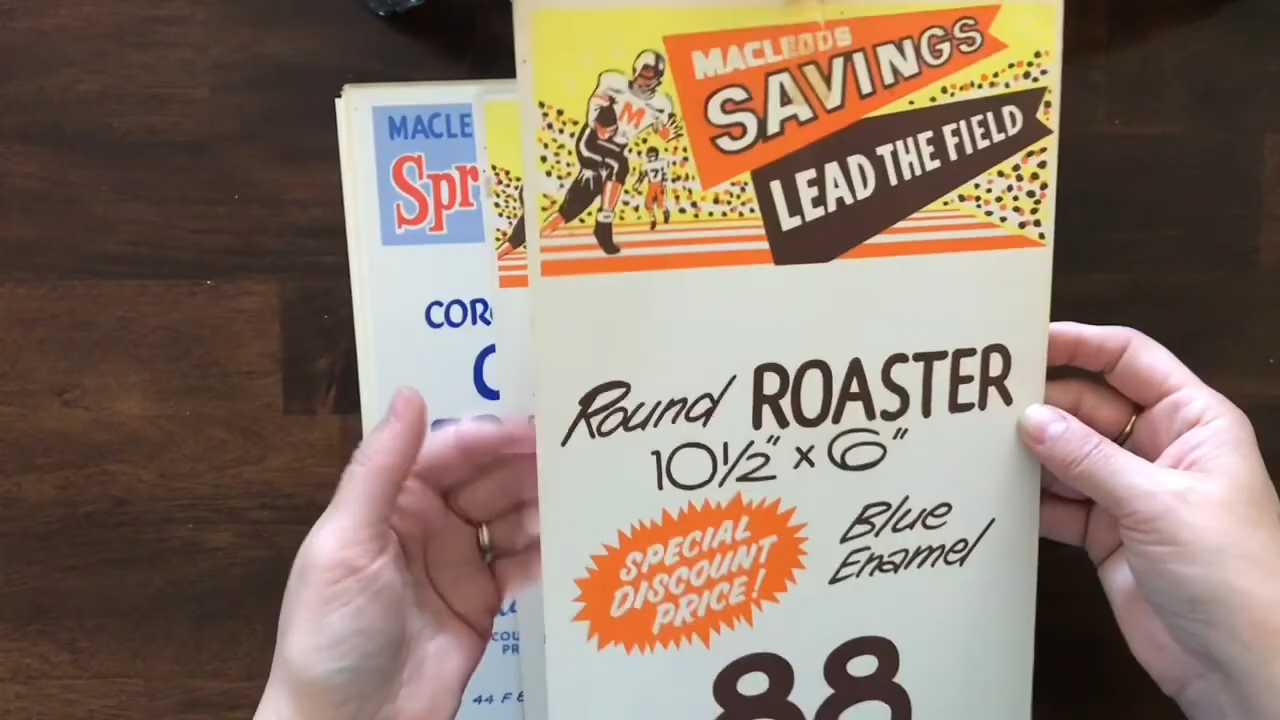 MACLEODS
SAVINGS
LEAD THE FIELD
M
7
Round ROASTER
10½" x 6"
SPECIAL
DISCOUNT
PRICE!
Blue
Enamel
88
MACLE
Spr
COR
C
COU
PR
44 F